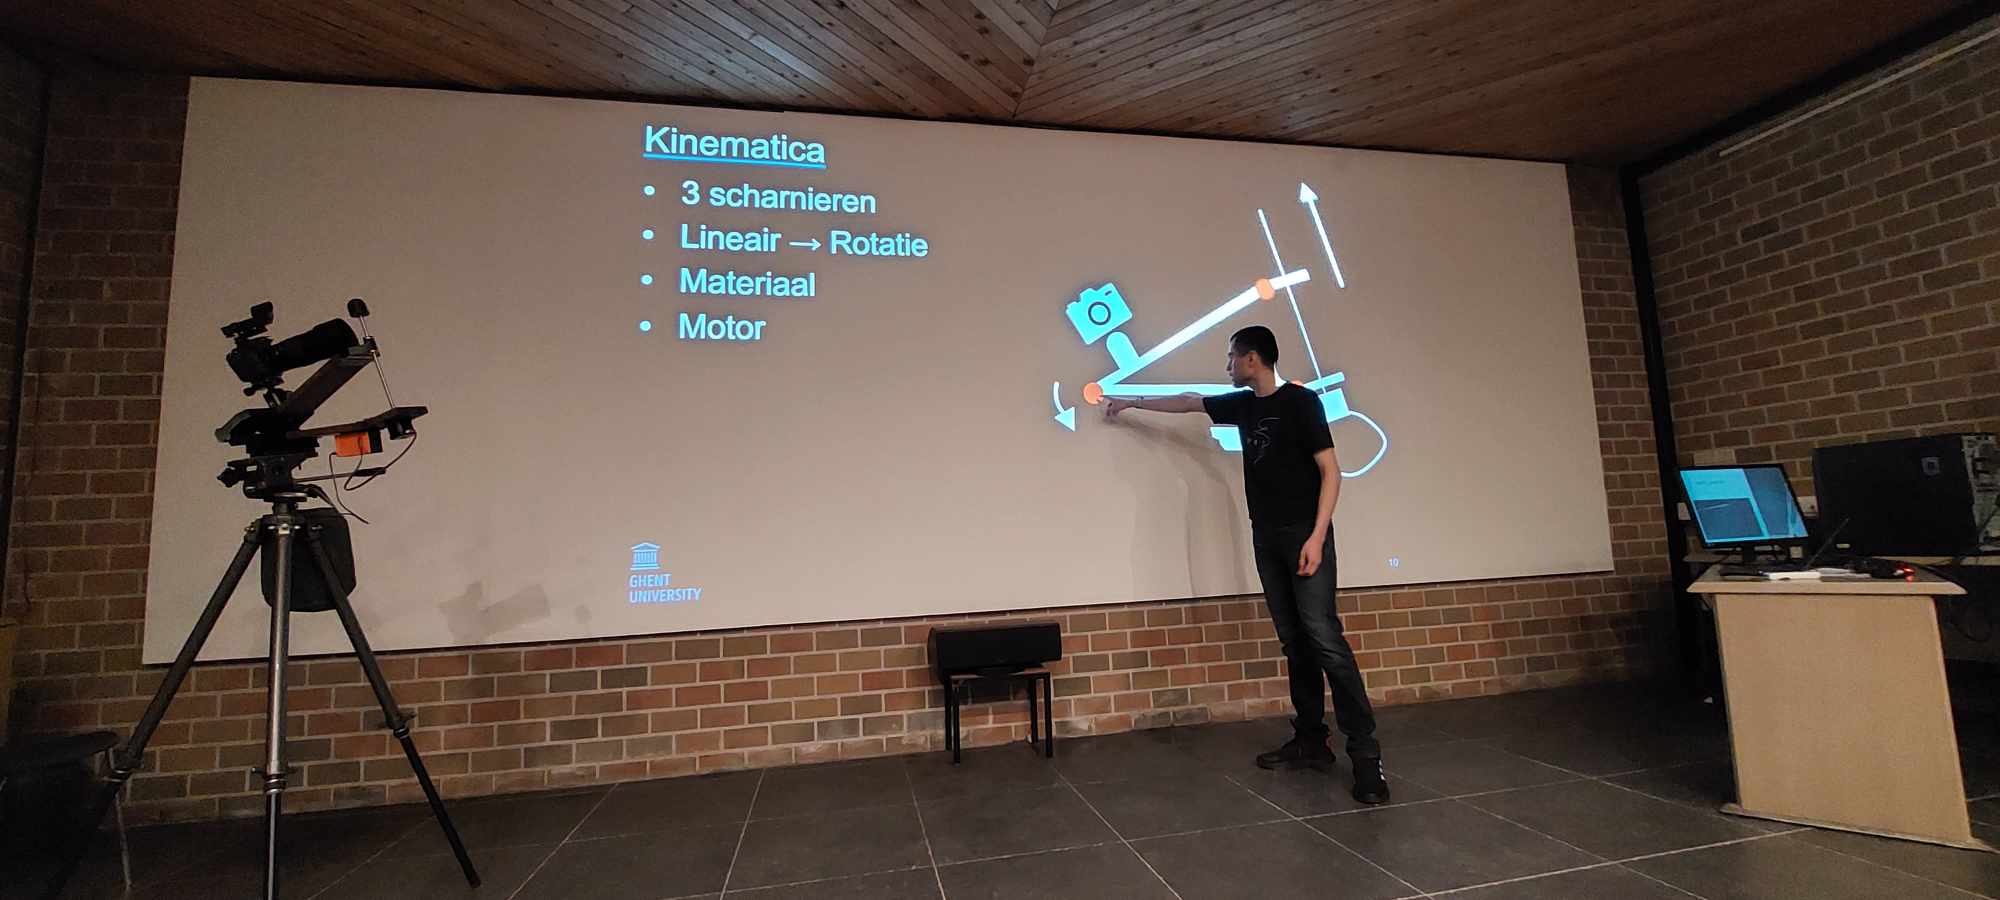 Kinematica
• 3 scharnieren
• Lineair → Rotatie
• Materiaal
• Motor
GHENT
UNIVERSITY
10